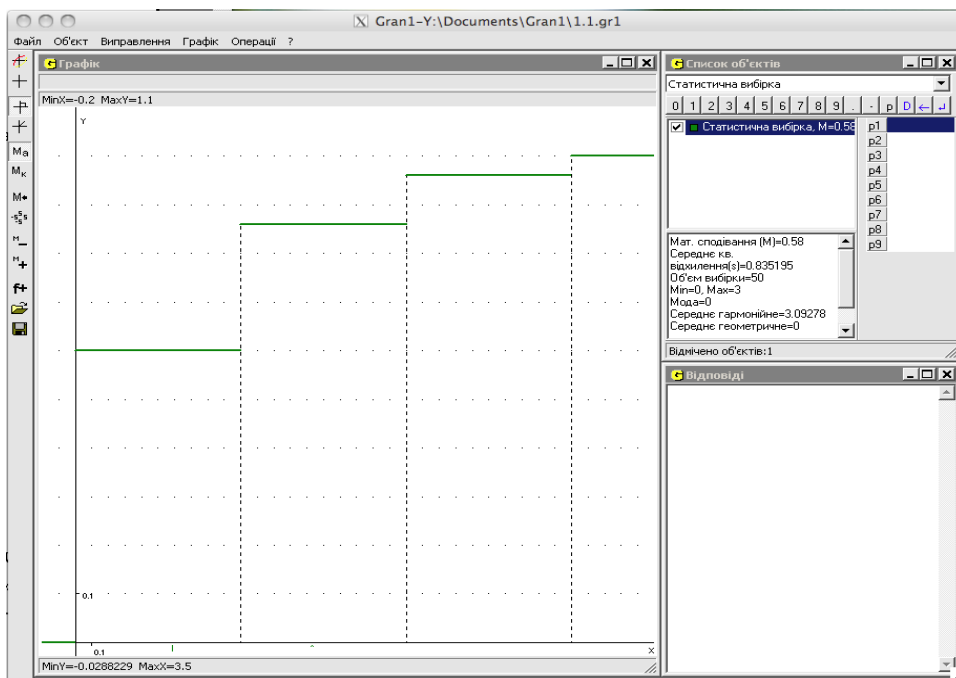 Gran1-Y:\Documents\Gran1\1.1.gr1
Файл Об'єкт Виправлення Графік Операції ?
Графік
MinX=-0.2 MaxY=1.1
Y
0.1
0.1
X
MinY=-0.0288229 MaxX=3.5
Ma
Mк
M
S
S
S
M
M
f+
Список об'єктів
Статистична вибірка
0 1 2 3 4 5 6 7 8 9 . - p D ← ↵
Статистична вибірка, M=0.58
p1
p2
p3
p4
p5
p6
p7
p8
p9
Мат. сподівання (M)=0.58
Середнє кв.
відхилення(s)=0.835195
Об'єм вибірки=50
Min=0, Max=3
Мода=0
Середнє гармонійне=3.09278
Середнє геометричне=0
Відмічено об'єктів:1
Відповіді